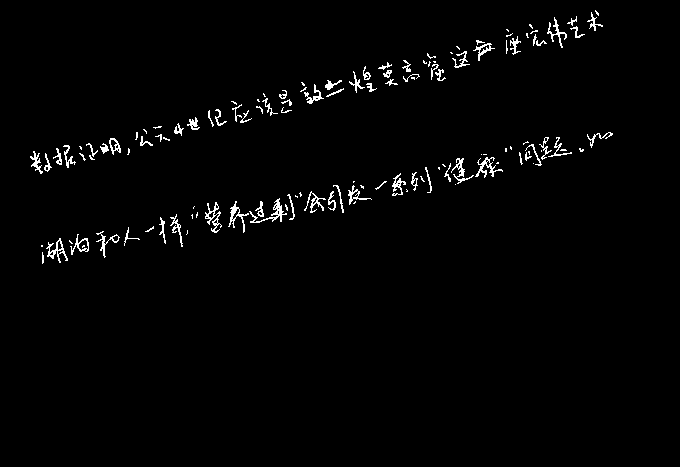 数据证明,公元4世纪应该是敦煌莫高窟这座宏伟艺术
湖泊和人一样,“营养过剩”会引发一系列“健康”问题。如